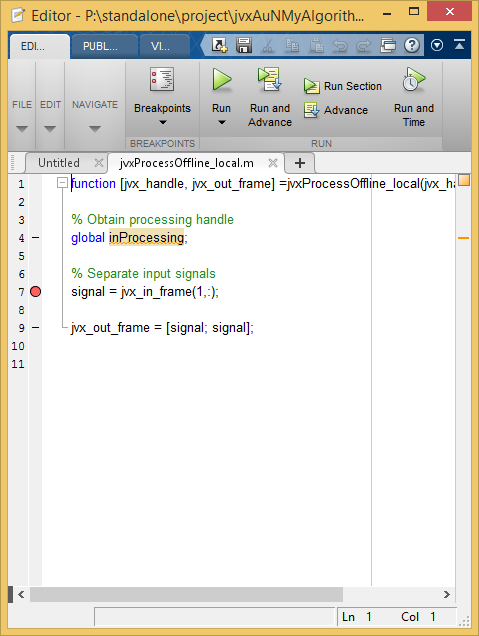 Editor - P:\standalone\project\jvxAuNMyAlgorith...
EDI... PUBL... VI...
FILE EDIT NAVIGATE Breakpoints Run Run and Advance Run Section Advance Run and Time
BREAKPOINTS RUN
Untitled jvxProcessOffline_local.m
1 function [jvx_handle, jvx_out_frame] =jvxProcessOffline_local(jvx_ha
2
3 % Obtain processing handle
4 global inProcessing;
5
6 % Separate input signals
7 signal = jvx_in_frame(1,:);
8
9 jvx_out_frame = [signal; signal];
10
11
Ln 1 Col 1